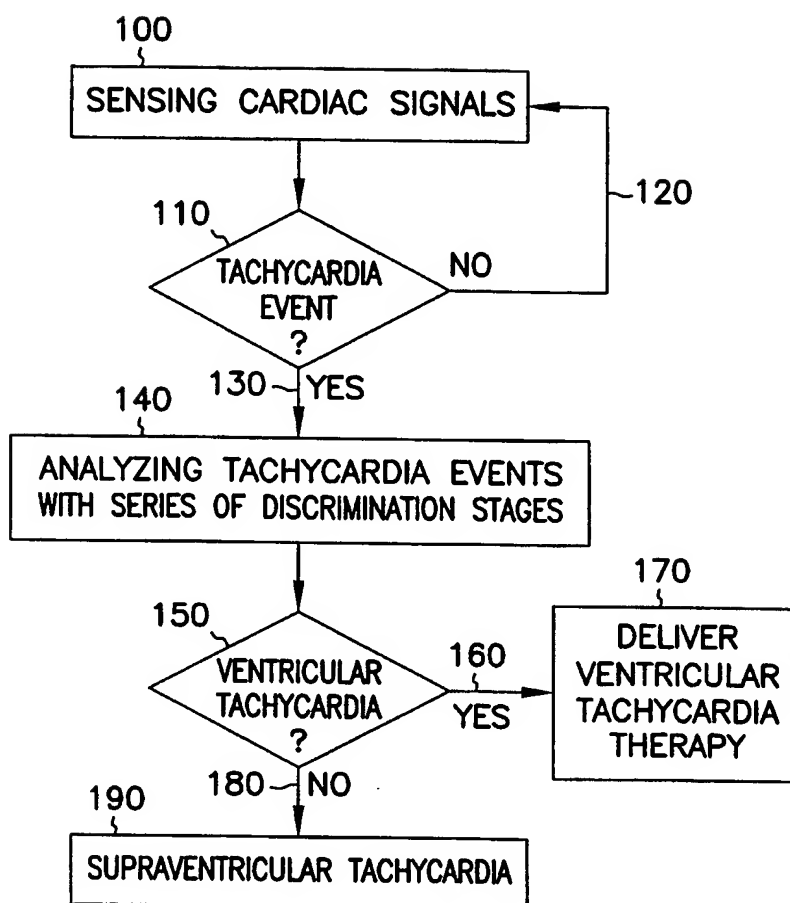 100
SENSING CARDIAC SIGNALS
120
110
TACHYCARDIA
EVENT
?
NO
130
YES
140
ANALYZING TACHYCARDIA EVENTS
WITH SERIES OF DISCRIMINATION STAGES
150
VENTRICULAR
TACHYCARDIA
?
160
YES
170
DELIVER
VENTRICULAR
TACHYCARDIA
THERAPY
180
NO
190
SUPRAVENTRICULAR TACHYCARDIA